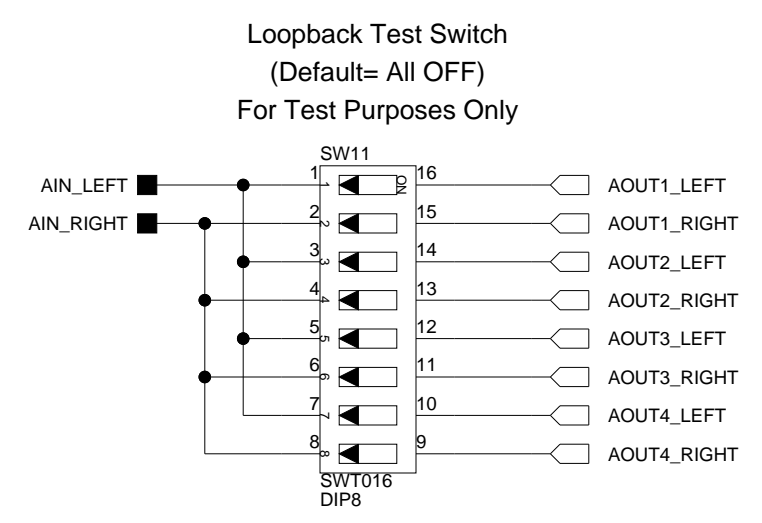 Loopback Test Switch
(Default= All OFF)
For Test Purposes Only
SW11
AIN_LEFT 1 1 ON 16 AOUT1_LEFT
AIN_RIGHT 2 2 15 AOUT1_RIGHT
3 3 14 AOUT2_LEFT
4 4 13 AOUT2_RIGHT
5 5 12 AOUT3_LEFT
6 6 11 AOUT3_RIGHT
7 7 10 AOUT4_LEFT
8 8 9 AOUT4_RIGHT
SWT016
DIP8